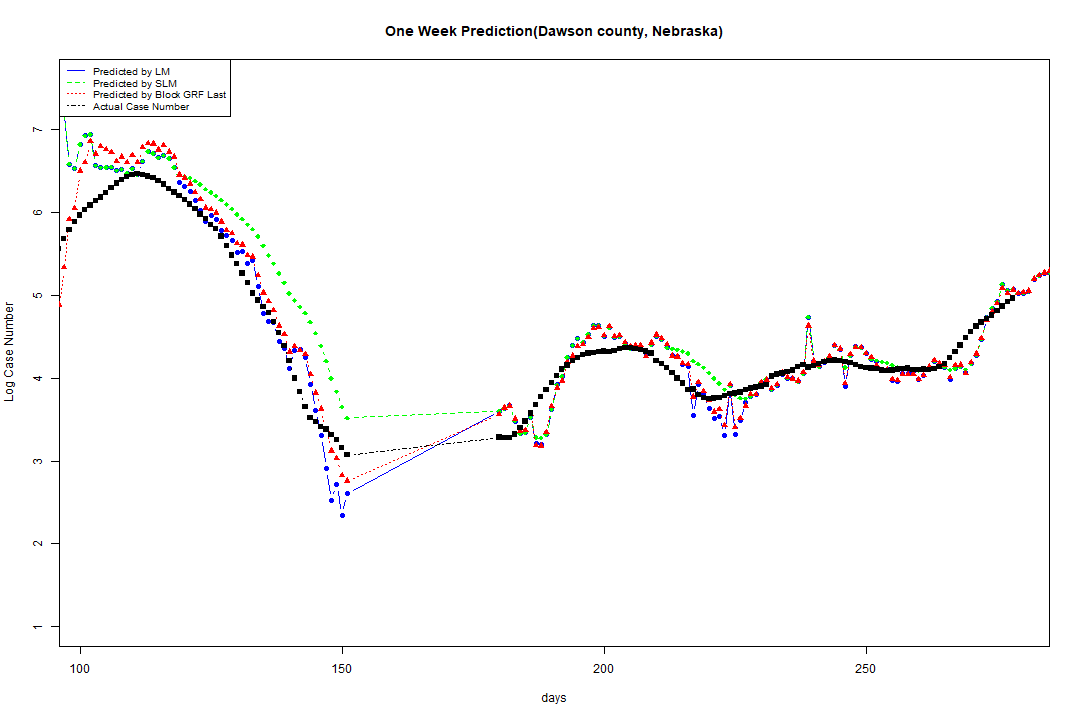 One Week Prediction(Dawson county, Nebraska)
Predicted by LM
Predicted by SLM
Predicted by Block GRF Last
Actual Case Number
7
6
5
4
3
2
1
Log Case Number
100 150 200 250
days